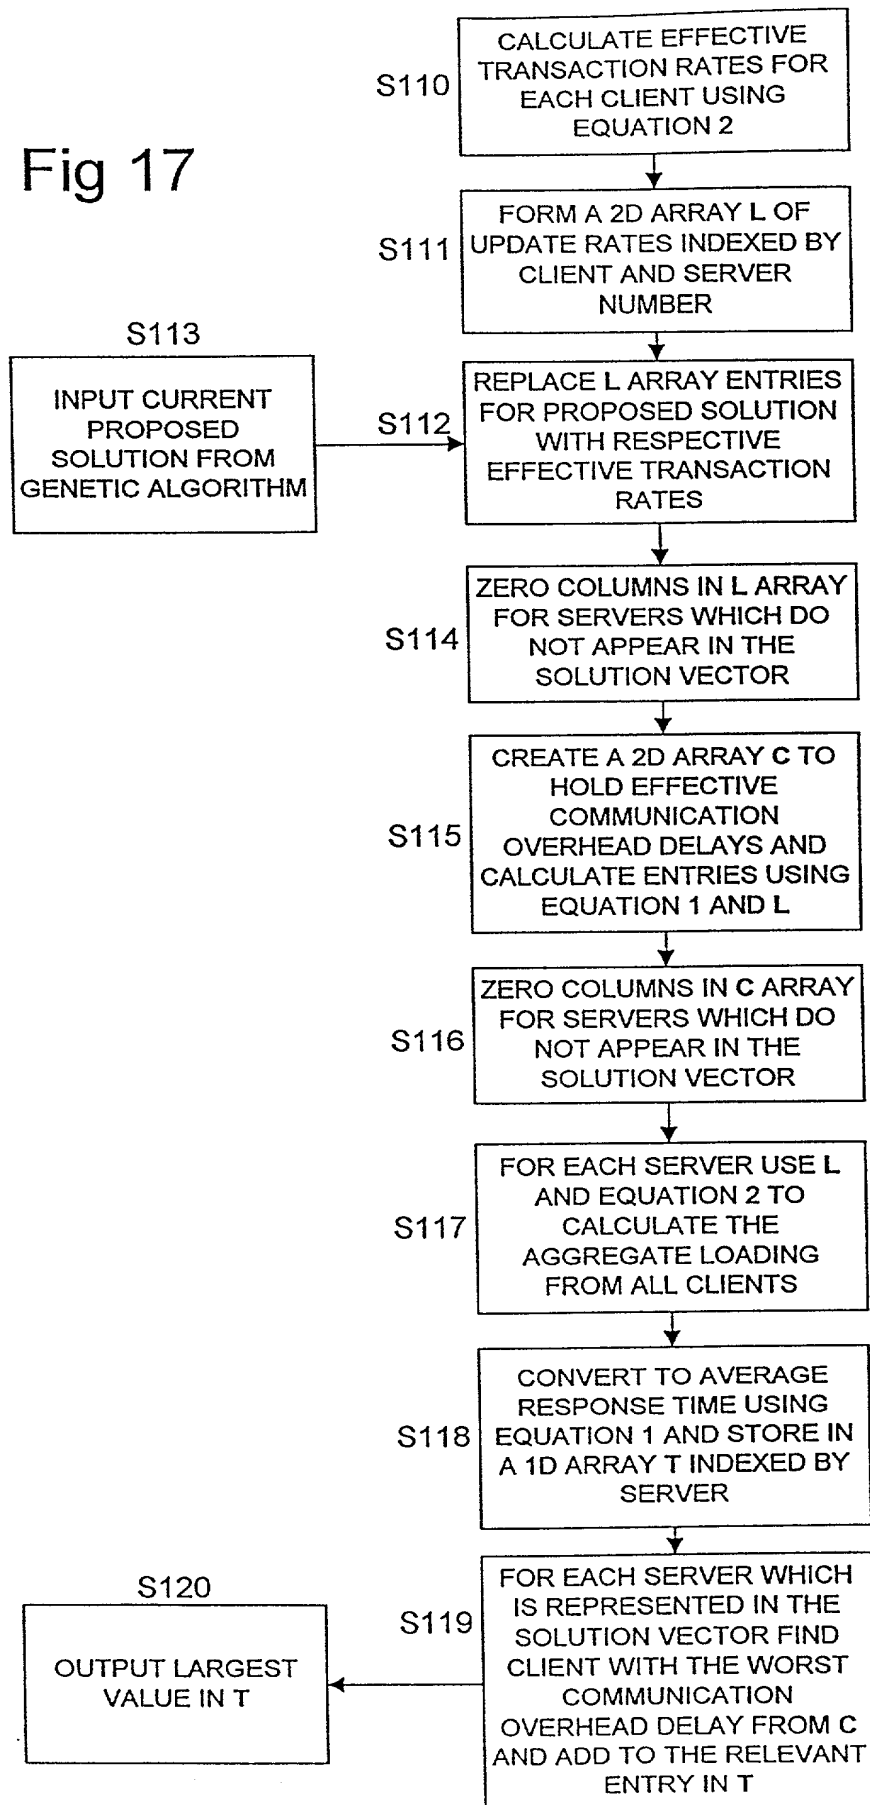 Fig 17
S110
CALCULATE EFFECTIVE
TRANSACTION RATES FOR
EACH CLIENT USING
EQUATION 2
S111
FORM A 2D ARRAY L OF
UPDATE RATES INDEXED BY
CLIENT AND SERVER
NUMBER
S113
INPUT CURRENT
PROPOSED
SOLUTION FROM
GENETIC ALGORITHM
S112
REPLACE L ARRAY ENTRIES
FOR PROPOSED SOLUTION
WITH RESPECTIVE
EFFECTIVE TRANSACTION
RATES
S114
ZERO COLUMNS IN L ARRAY
FOR SERVERS WHICH DO
NOT APPEAR IN THE
SOLUTION VECTOR
S115
CREATE A 2D ARRAY C TO
HOLD EFFECTIVE
COMMUNICATION
OVERHEAD DELAYS AND
CALCULATE ENTRIES USING
EQUATION 1 AND L
S116
ZERO COLUMNS IN C ARRAY
FOR SERVERS WHICH DO
NOT APPEAR IN THE
SOLUTION VECTOR
S117
FOR EACH SERVER USE L
AND EQUATION 2 TO
CALCULATE THE
AGGREGATE LOADING
FROM ALL CLIENTS
S118
CONVERT TO AVERAGE
RESPONSE TIME USING
EQUATION 1 AND STORE IN
A 1D ARRAY T INDEXED BY
SERVER
S119
FOR EACH SERVER WHICH
IS REPRESENTED IN THE
SOLUTION VECTOR FIND
CLIENT WITH THE WORST
COMMUNICATION
OVERHEAD DELAY FROM C
AND ADD TO THE RELEVANT
ENTRY IN T
S120
OUTPUT LARGEST
VALUE IN T